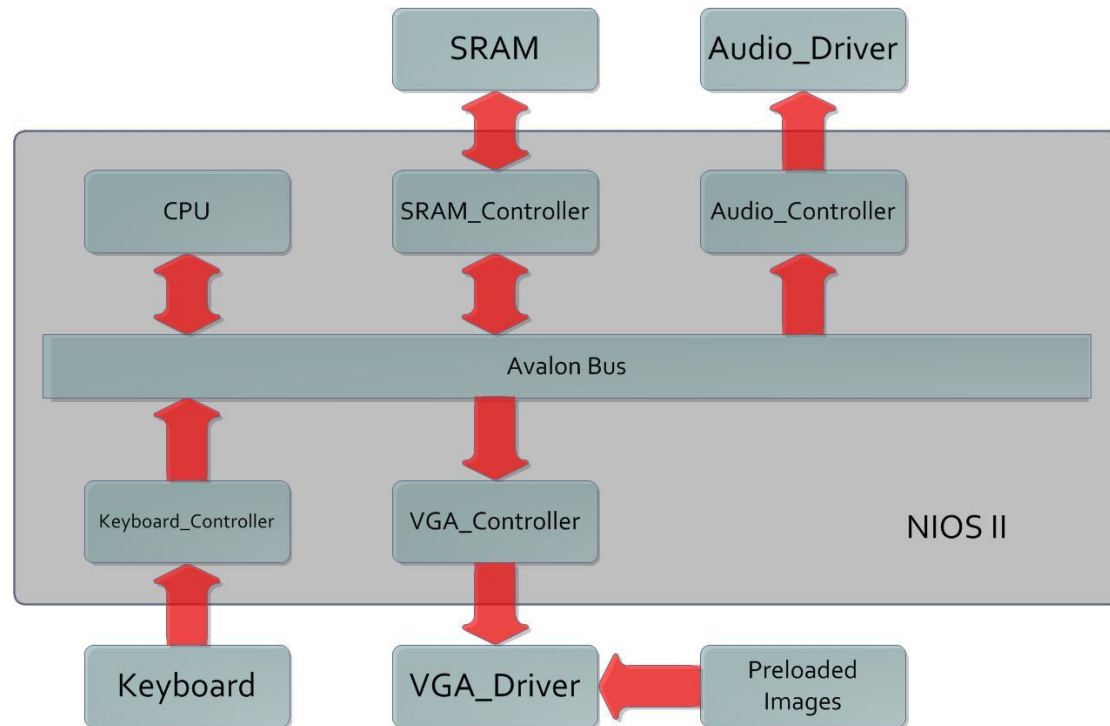 SRAM
Audio_Driver
CPU
SRAM_Controller
Audio_Controller
Avalon Bus
Keyboard_Controller
VGA_Controller
NIOS II
Keyboard
VGA_Driver
Preloaded
Images